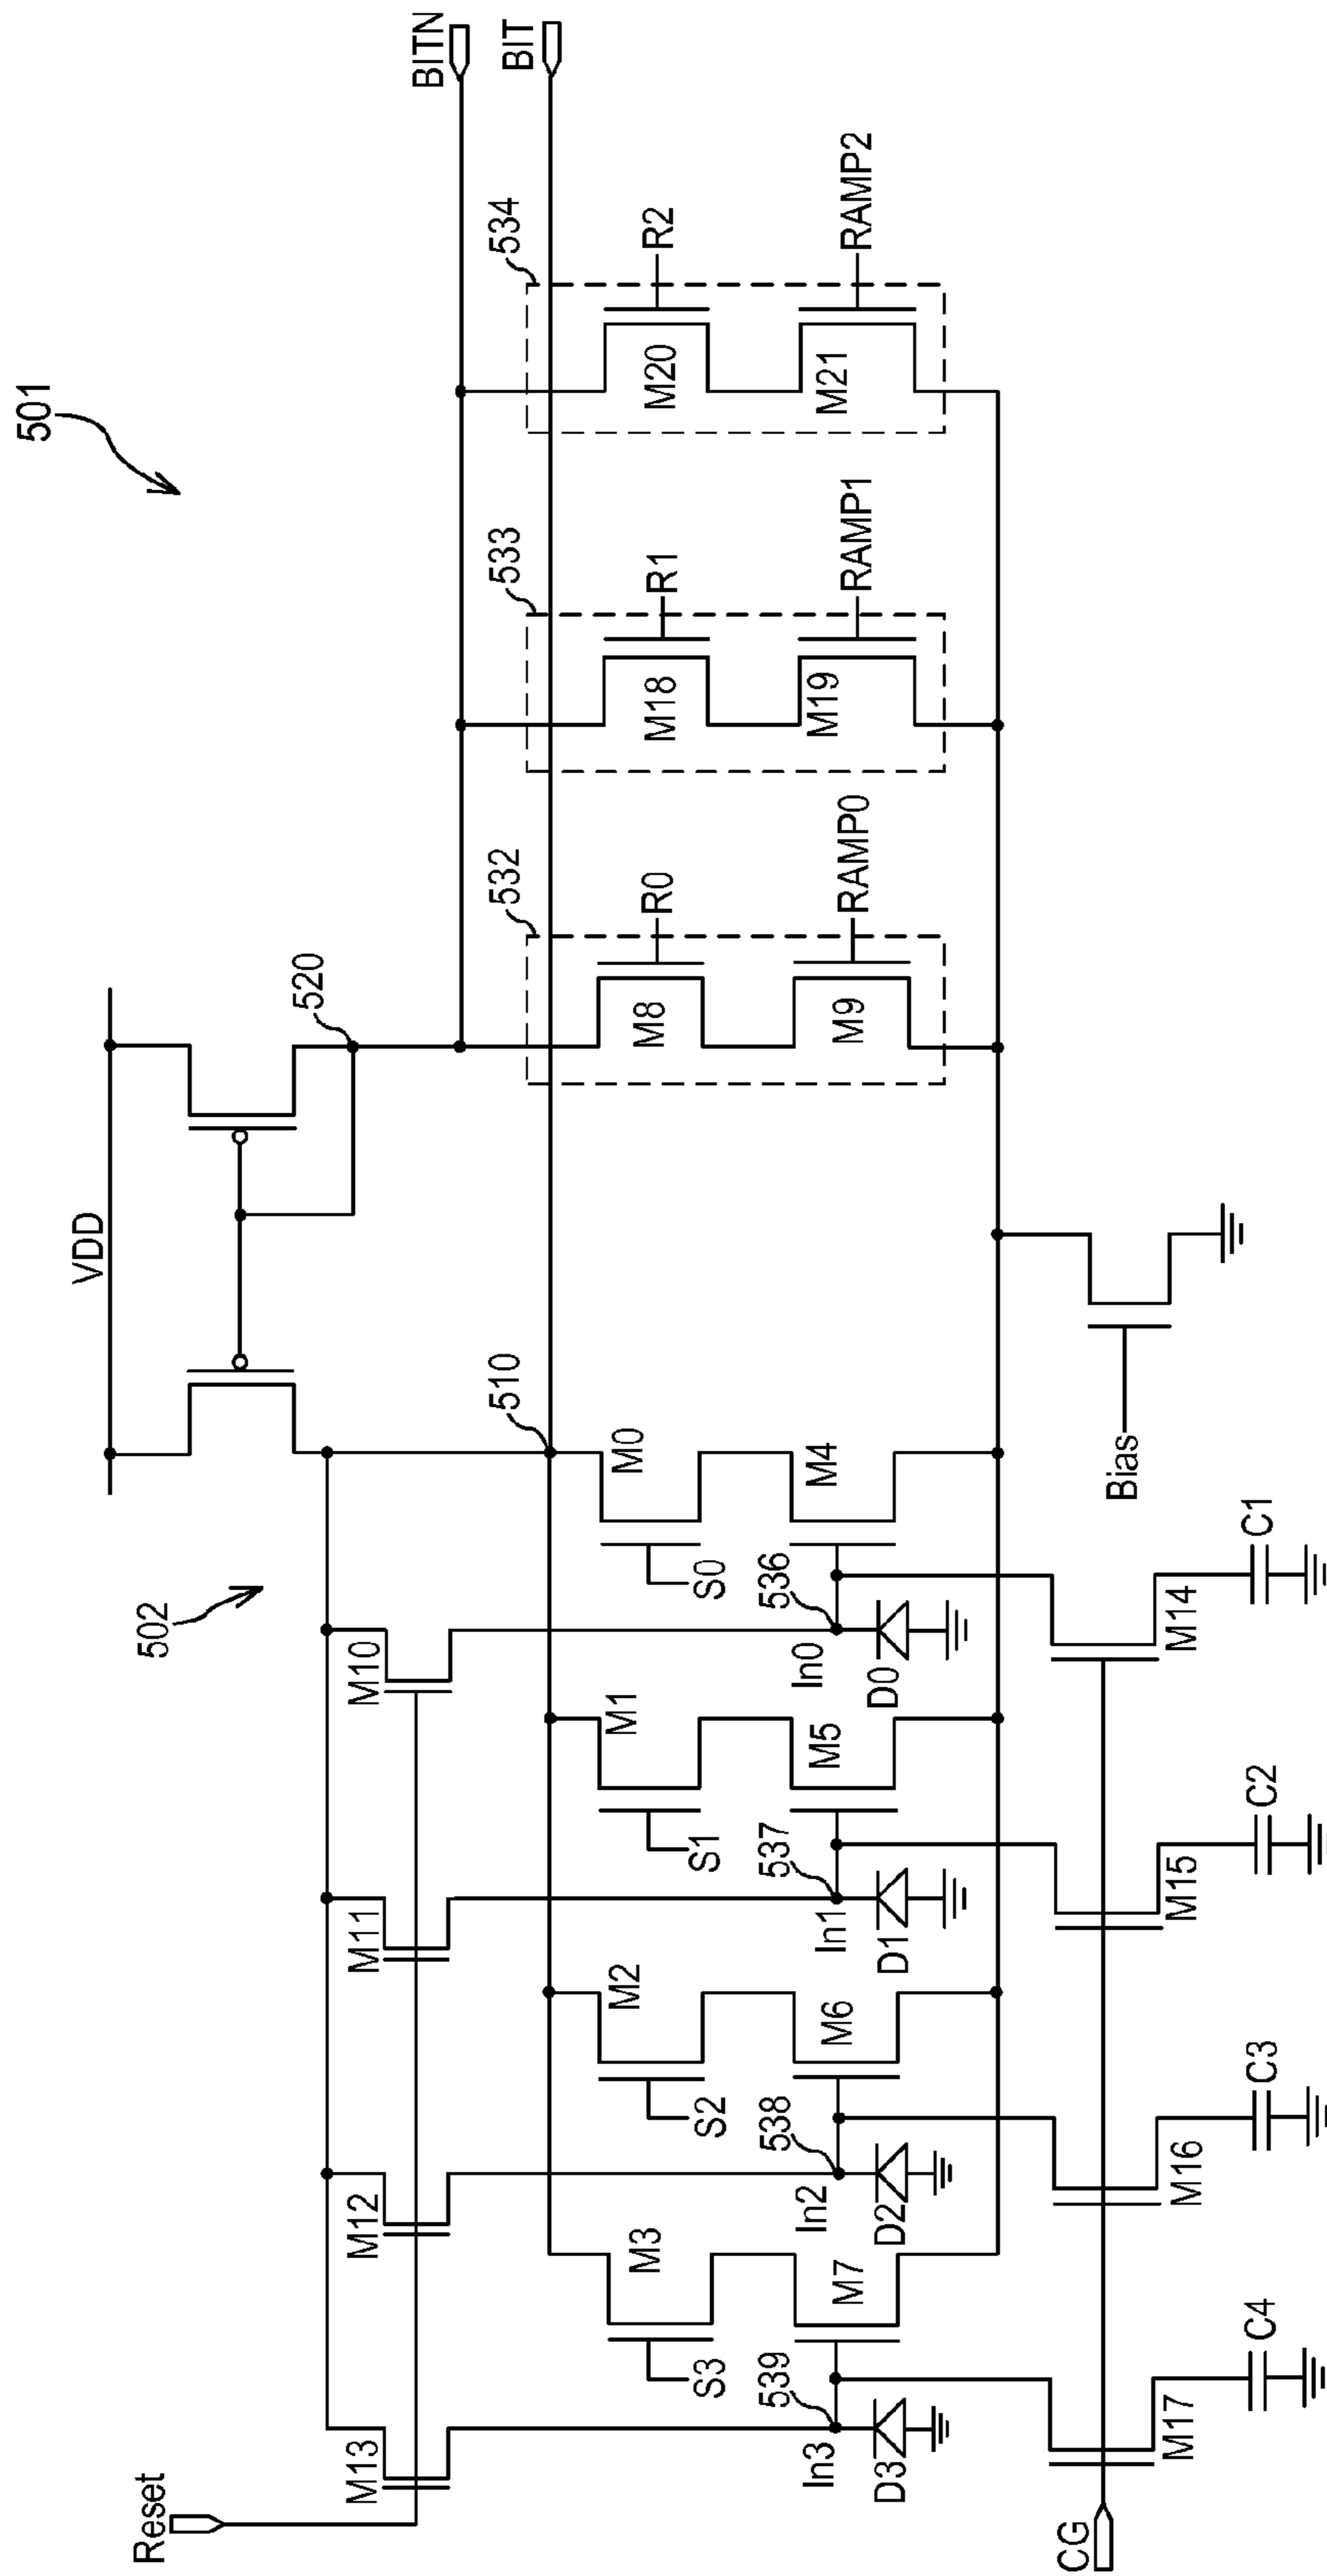 501
502
VDD
520
510
Reset
BITN
BIT
M13
M12
M11
M10
532
533
534
S3
M3
S2
M2
S1
M1
S0
M0
M8
R0
M18
R1
M20
R2
In3
539
M7
In2
538
M6
In1
537
M5
In0
536
M4
M9
RAMP0
M19
RAMP1
M21
RAMP2
D3
D2
D1
D0
CG
M17
C4
M16
C3
M15
C2
M14
C1
Bias